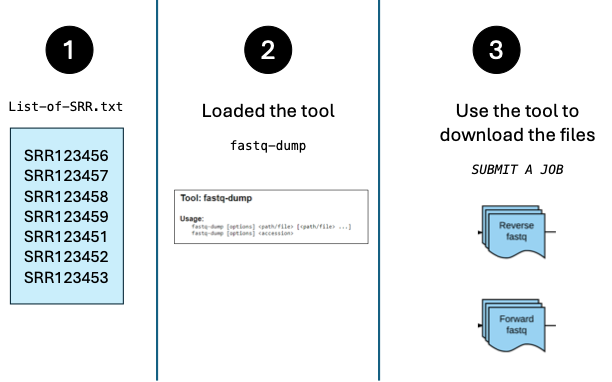 1
List-of-SRR.txt
SRR123456
SRR123457
SRR123458
SRR123459
SRR123451
SRR123452
SRR123453
2
Loaded the tool
fastq-dump
Tool: fastq-dump
Usage:
fastq-dump [options] <path/file> [<path/file> ...]
fastq-dump [options] <accession>
3
Use the tool to
download the files
SUBMIT A JOB
Reverse
fastq
Forward
fastq